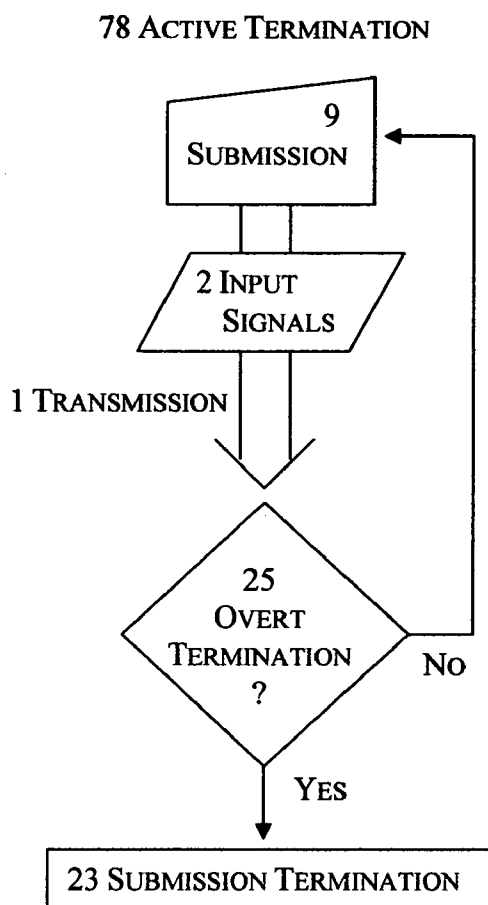 78 ACTIVE TERMINATION
9
SUBMISSION
2 INPUT
SIGNALS
1 TRANSMISSION
25
OVERT
TERMINATION
?
NO
YES
23 SUBMISSION TERMINATION